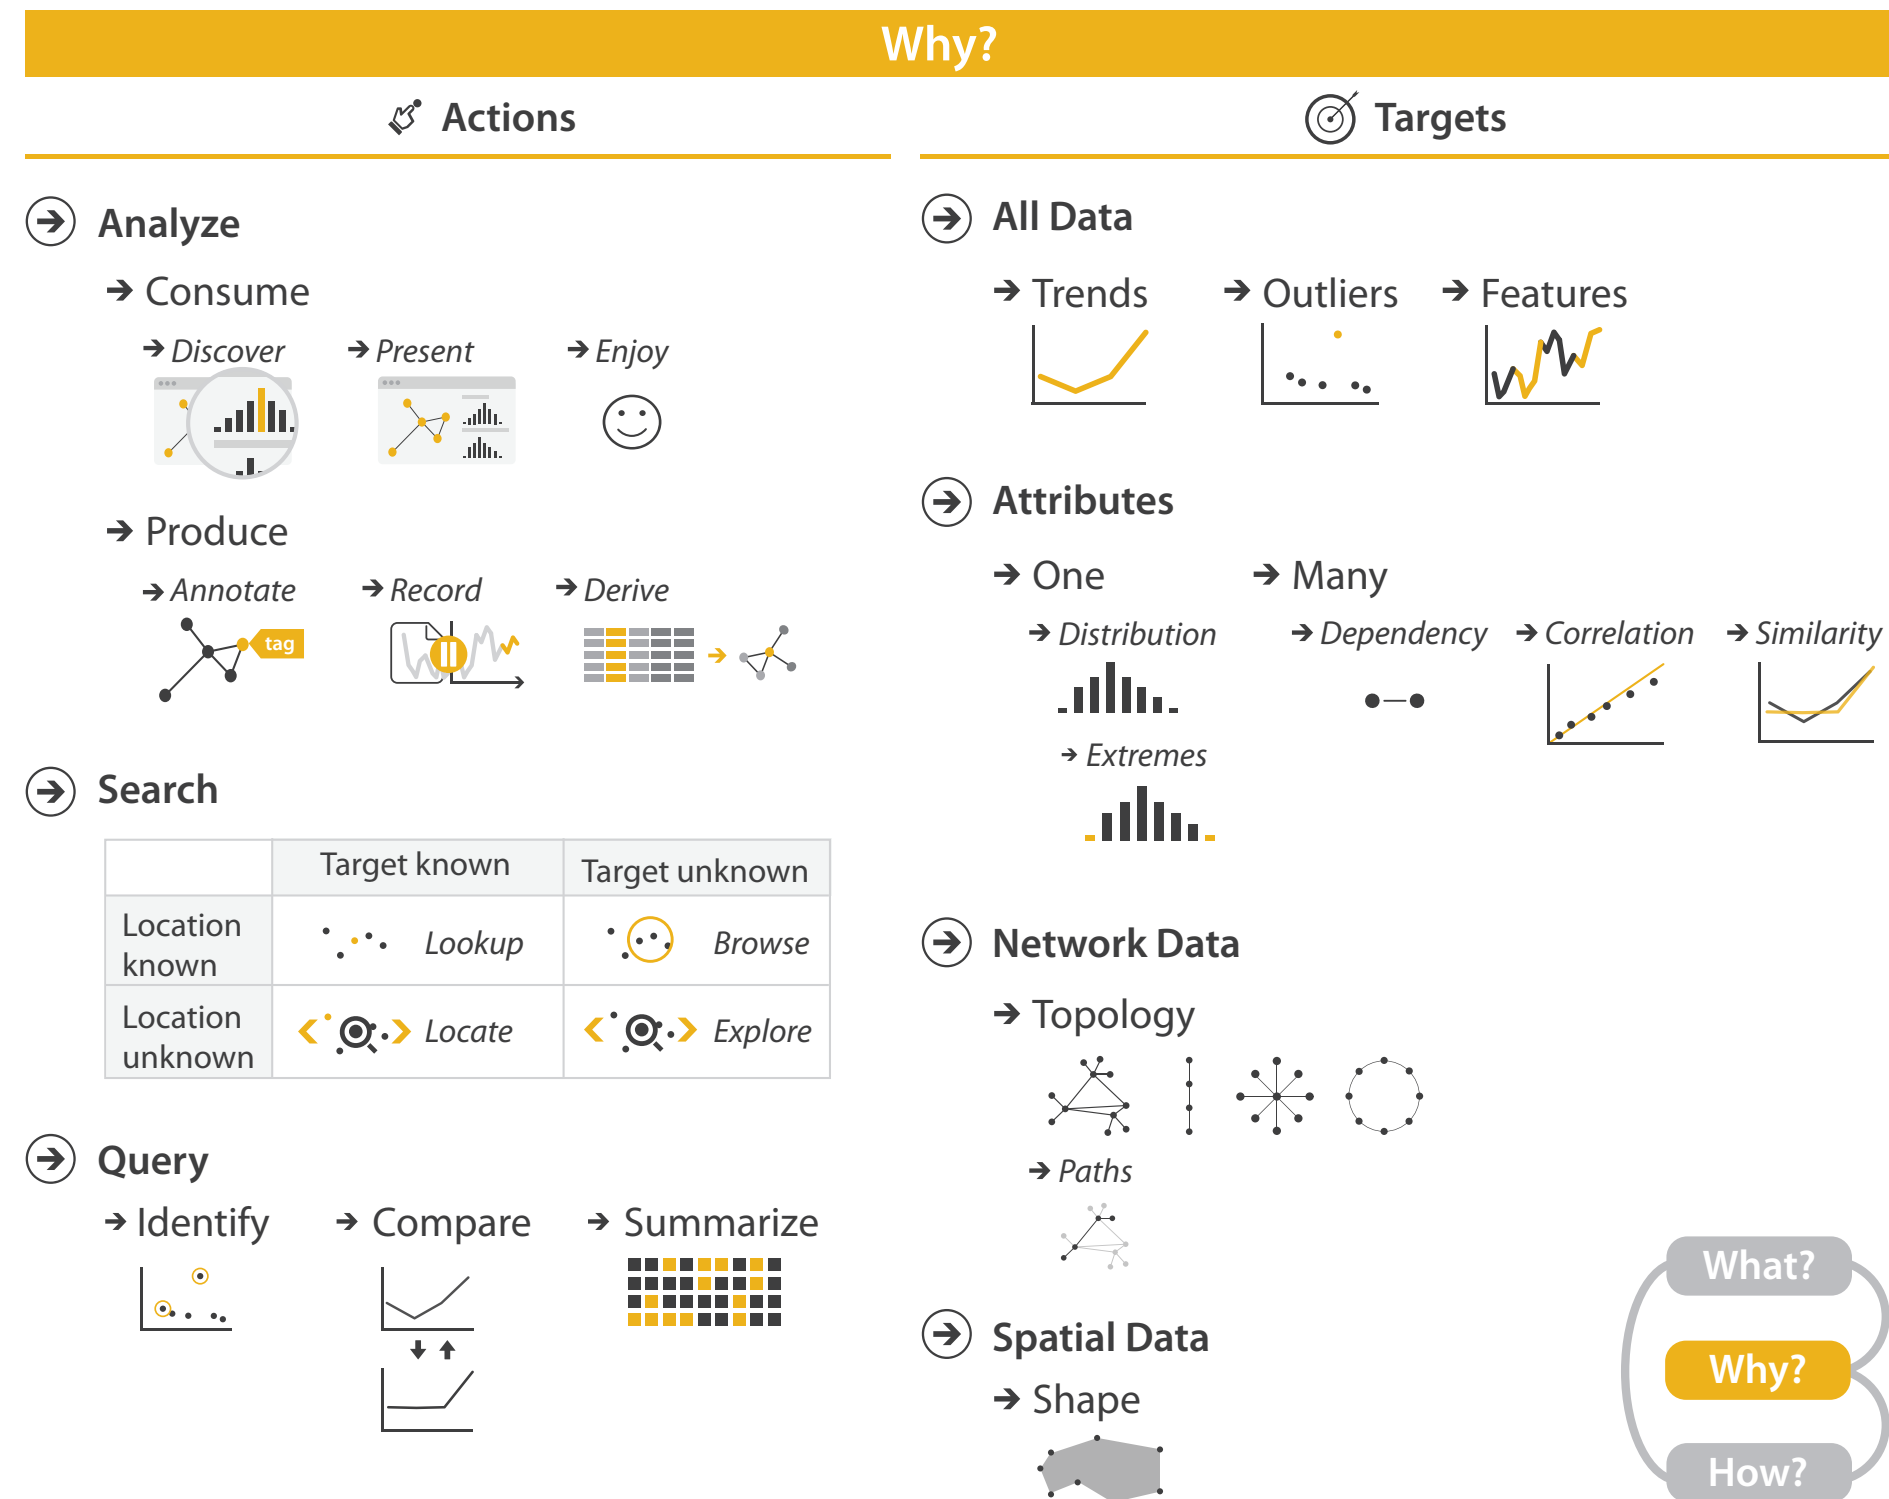 Why?
Actions
Analyze
Consume
Discover
Present
Enjoy
Produce
Annotate
Record
Derive
tag
Search
Target known
Target unknown
Location
known
Lookup
Browse
Location
unknown
Locate
Explore
Query
Identify
Compare
Summarize
Targets
All Data
Trends
Outliers
Features
Attributes
One
Many
Distribution
Dependency
Correlation
Similarity
Extremes
Network Data
Topology
Paths
Spatial Data
Shape
What?
Why?
How?